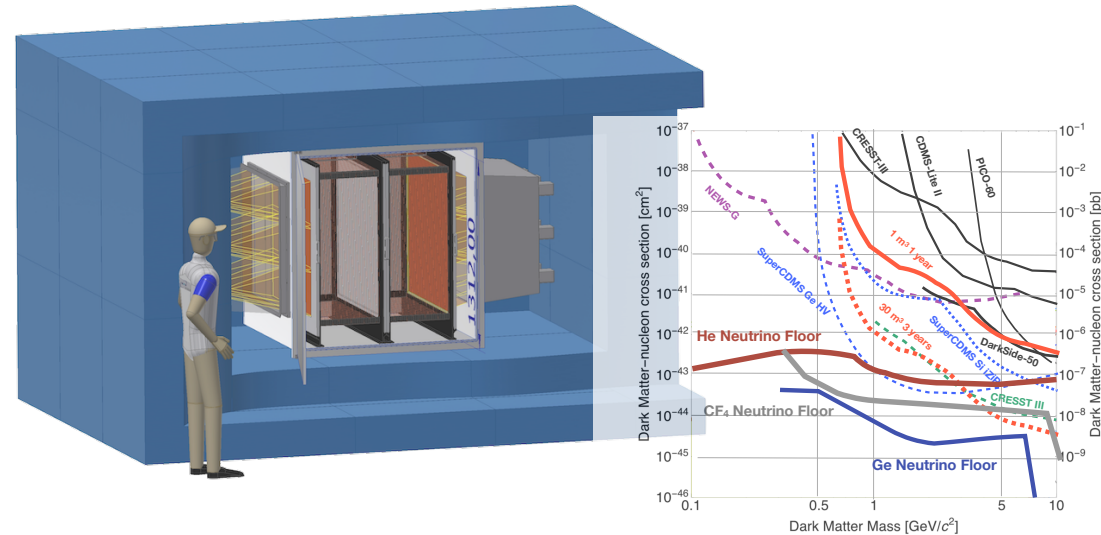 1312,00
Dark Matter–nucleon cross section [cm²]
10⁻³⁷
10⁻³⁸
10⁻³⁹
10⁻⁴⁰
10⁻⁴¹
10⁻⁴²
10⁻⁴³
10⁻⁴⁴
10⁻⁴⁵
10⁻⁴⁶
CRESST-III
CDMS-Lite II
PICO-60
NEWS-G
1 m³ 1 year
SuperCDMS Ge HV
30 m³ 3 years
SuperCDMS Si iZIP
He Neutrino Floor
DarkSide-50
CRESST III
CF₄ Neutrino Floor
Ge Neutrino Floor
10⁻¹
10⁻²
10⁻³
10⁻⁴
10⁻⁵
10⁻⁶
10⁻⁷
10⁻⁸
10⁻⁹
Dark Matter–nucleon cross section [pb]
0.1 0.5 1 5 10
Dark Matter Mass [GeV/c²]